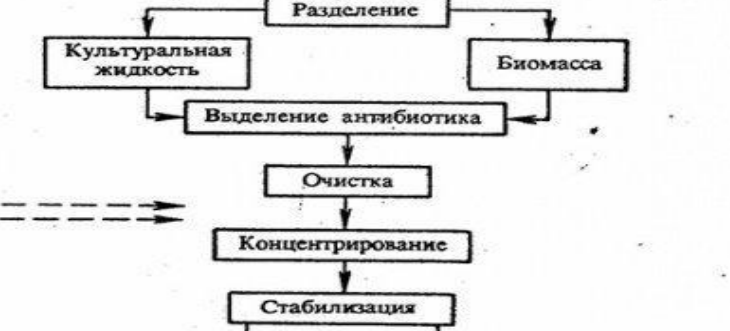 Разделение
Культуральная
жидкость
Биомасса
Выделение антибиотика
Очистка
Концентрирование
Стабилизация